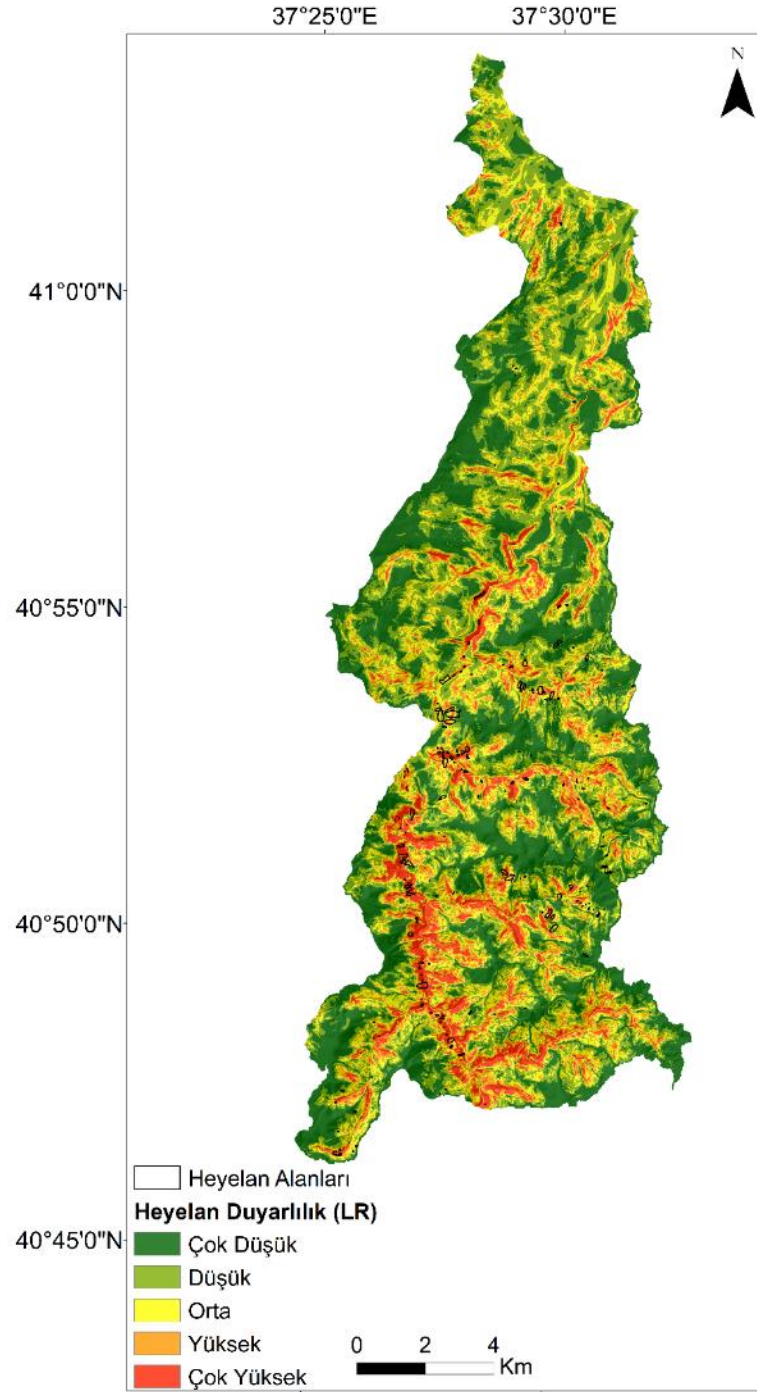 37°25'0"E
37°30'0"E
N
41°0'0"N
40°55'0"N
40°50'0"N
40°45'0"N
Heyelan Alanları
Heyelan Duyarlılık (LR)
Çok Düşük
Düşük
Orta
Yüksek
Çok Yüksek
0 2 4
Km